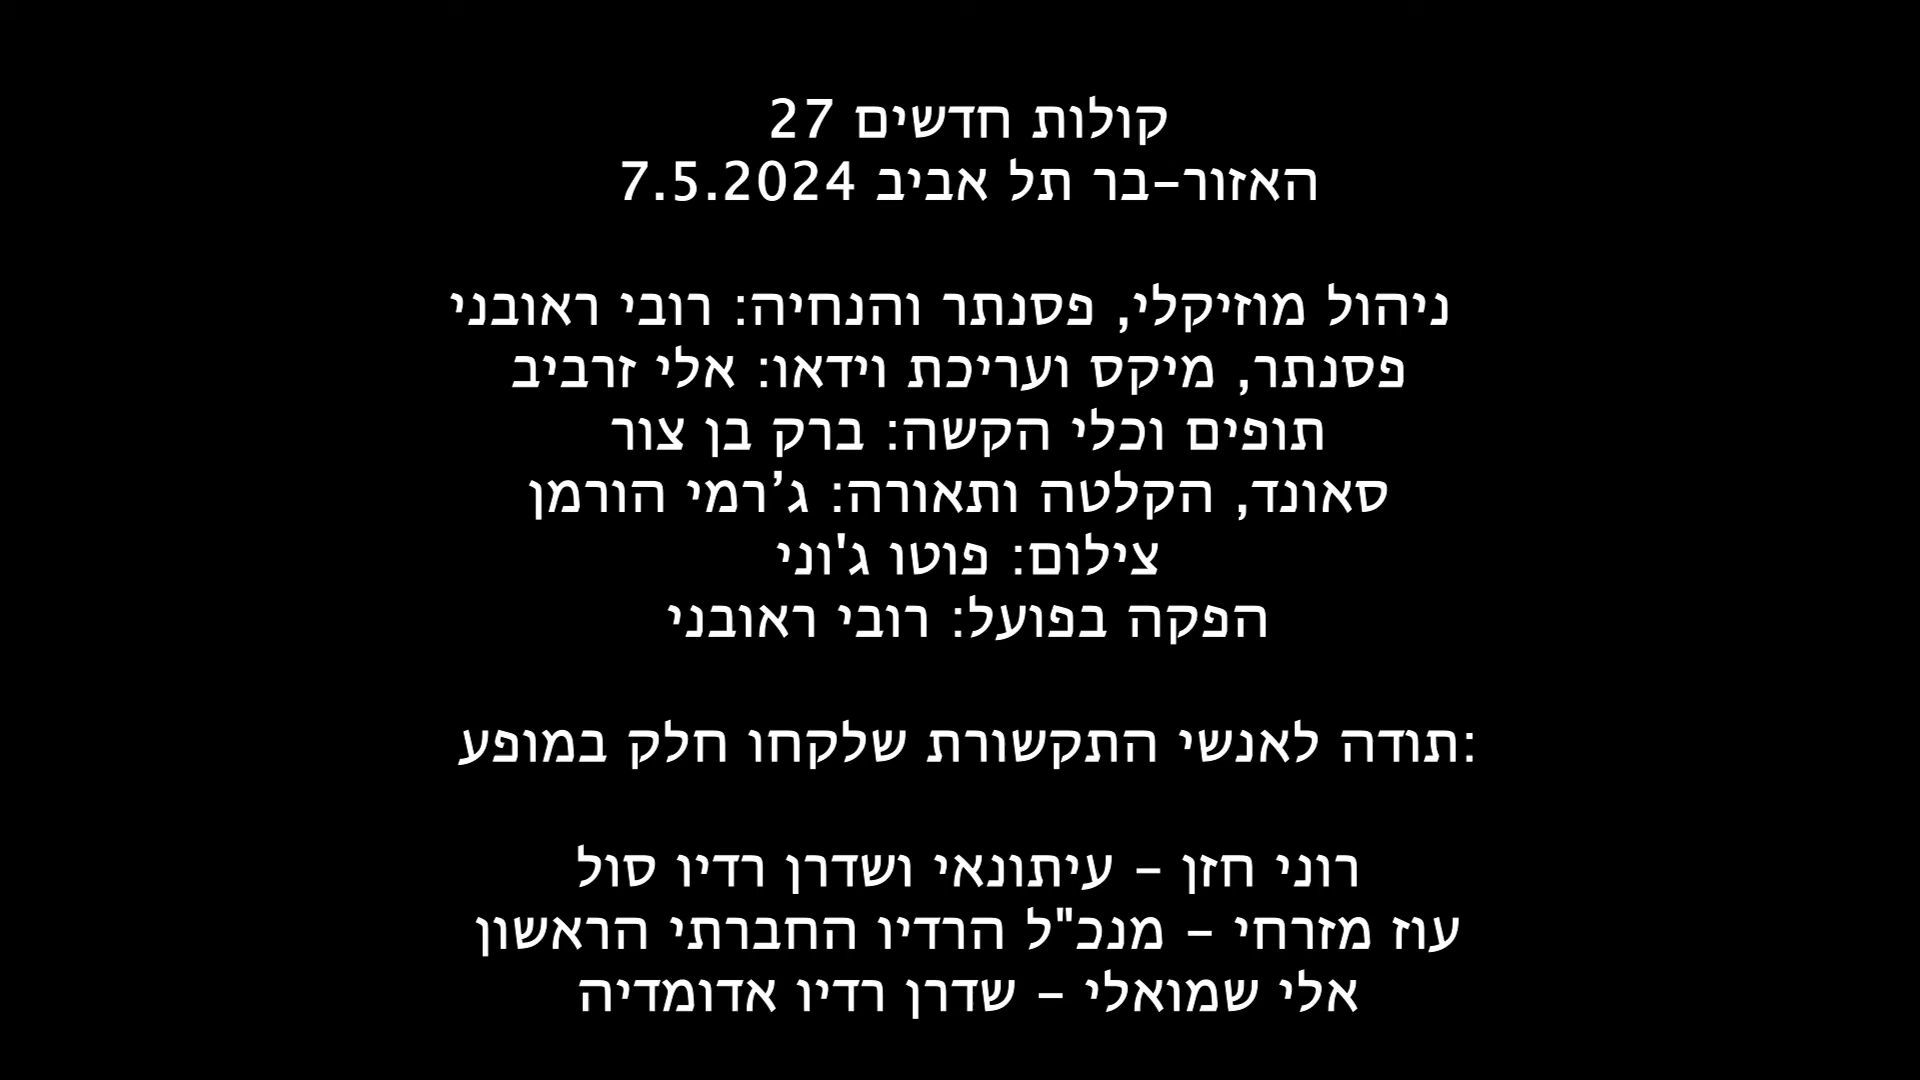 קולות חדשים 27
האזור-בר תל אביב 7.5.2024
ניהול מוזיקלי, פסנתר והנחיה: רובי ראובני
פסנתר, מיקס ועריכת וידאו: אלי זרביב
תופים וכלי הקשה: ברק בן צור
סאונד, הקלטה ותאורה: ג'רמי הורמן
צילום: פוטו ג'וני
הפקה בפועל: רובי ראובני
:תודה לאנשי התקשורת שלקחו חלק במופע
רוני חזן - עיתונאי ושדרן רדיו סול
עוז מזרחי - מנכ"ל הרדיו החברתי הראשון
אלי שמואלי - שדרן רדיו אדומדיה